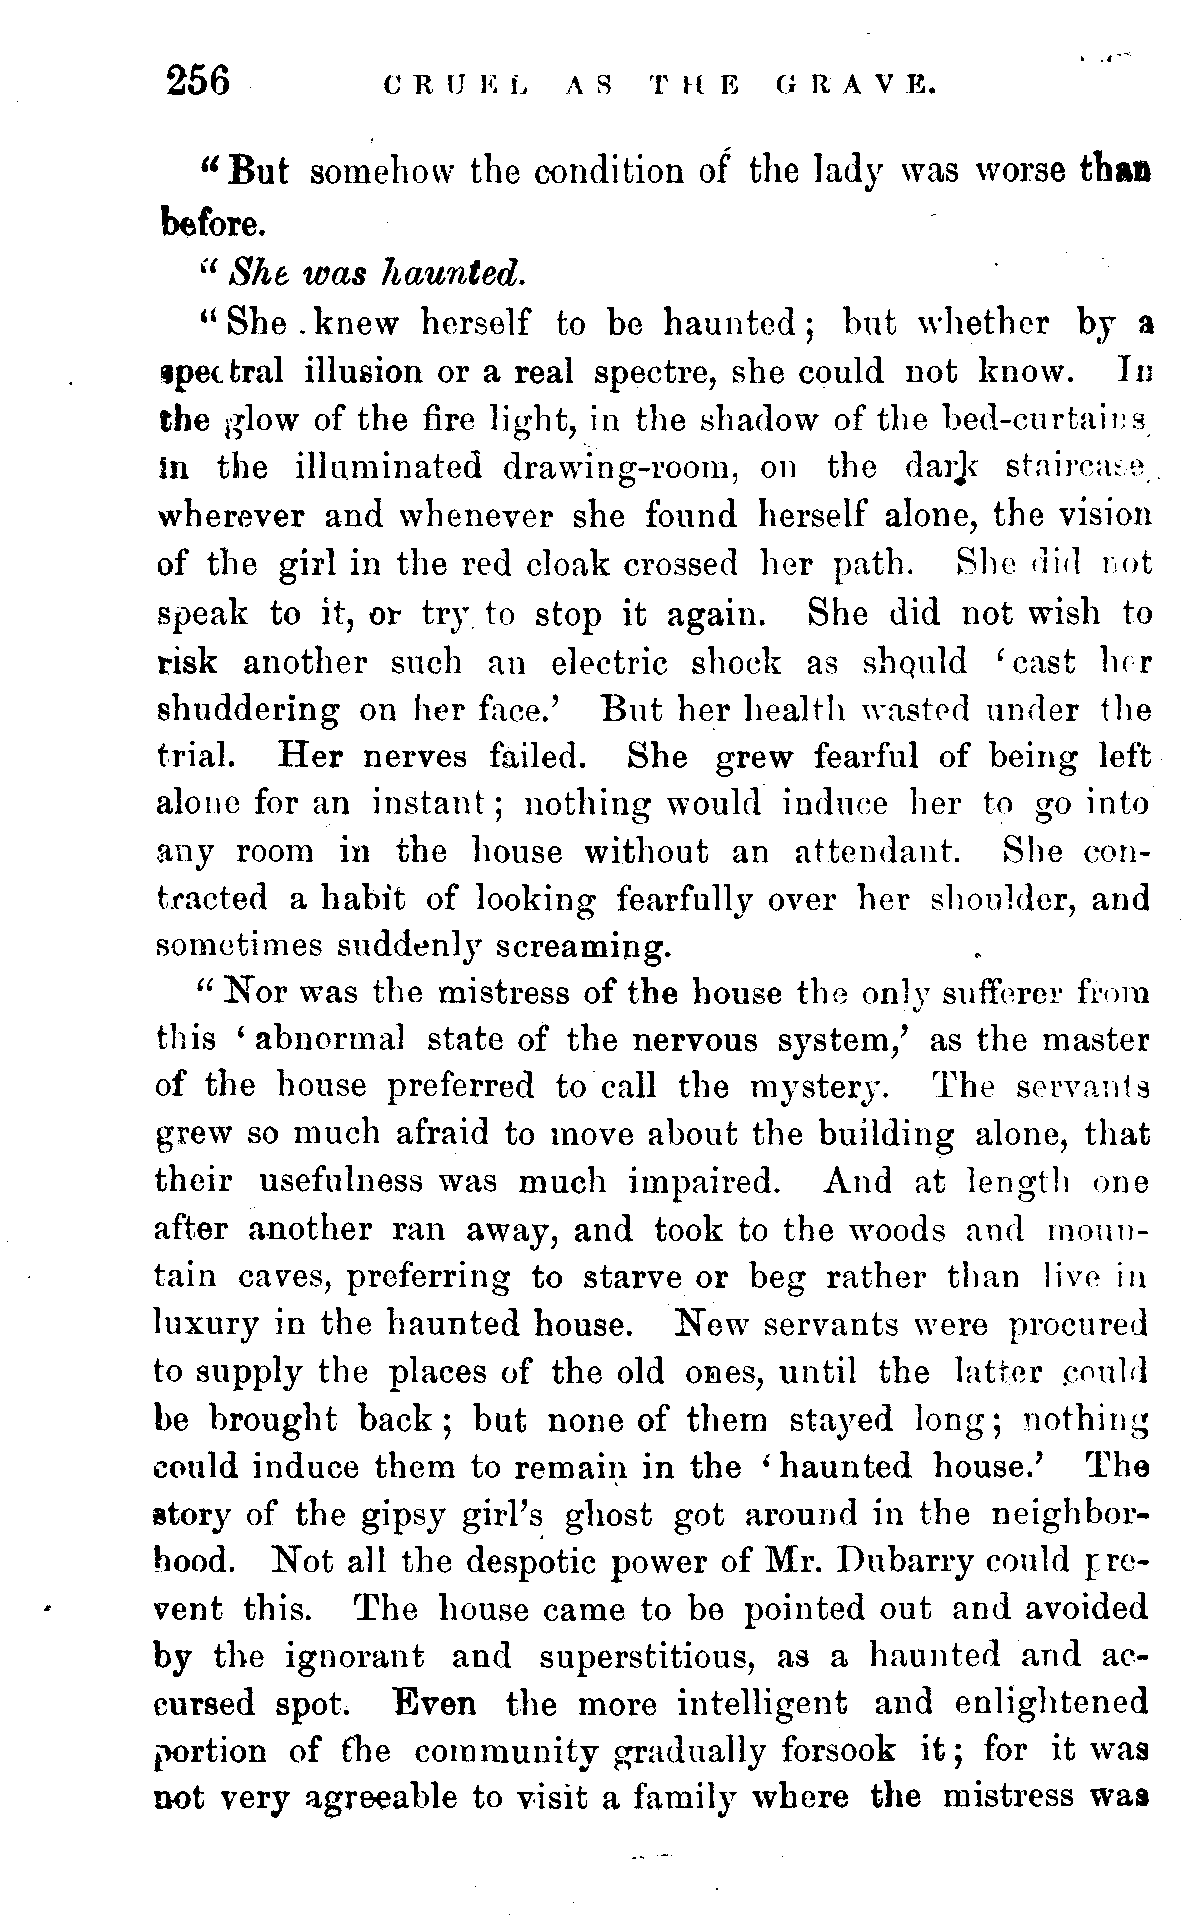 256 CRUEL AS THE GRAVE.
"But somehow the condition of the lady was worse than
before.
"She was haunted.
"She knew herself to be haunted; but whether by a
spectral illusion or a real spectre, she could not know. In
the glow of the fire light, in the shadow of the bed-curtains
in the illuminated drawing-room, on the dark staircase,
wherever and whenever she found herself alone, the vision
of the girl in the red cloak crossed her path. She did not
speak to it, or try to stop it again. She did not wish to
risk another such an electric shock as should 'cast her
shuddering on her face.' But her health wasted under the
trial. Her nerves failed. She grew fearful of being left
alone for an instant; nothing would induce her to go into
any room in the house without an attendant. She con-
tracted a habit of looking fearfully over her shoulder, and
sometimes suddenly screaming.
"Nor was the mistress of the house the only sufferer from
this 'abnormal state of the nervous system,' as the master
of the house preferred to call the mystery. The servants
grew so much afraid to move about the building alone, that
their usefulness was much impaired. And at length one
after another ran away, and took to the woods and moun-
tain caves, preferring to starve or beg rather than live in
luxury in the haunted house. New servants were procured
to supply the places of the old ones, until the latter could
be brought back; but none of them stayed long; nothing
could induce them to remain in the 'haunted house.' The
story of the gipsy girl's ghost got around in the neighbor-
hood. Not all the despotic power of Mr. Dubarry could pre-
vent this. The house came to be pointed out and avoided
by the ignorant and superstitious, as a haunted and ac-
cursed spot. Even the more intelligent and enlightened
portion of the community gradually forsook it; for it was
not very agreeable to visit a family where the mistress was